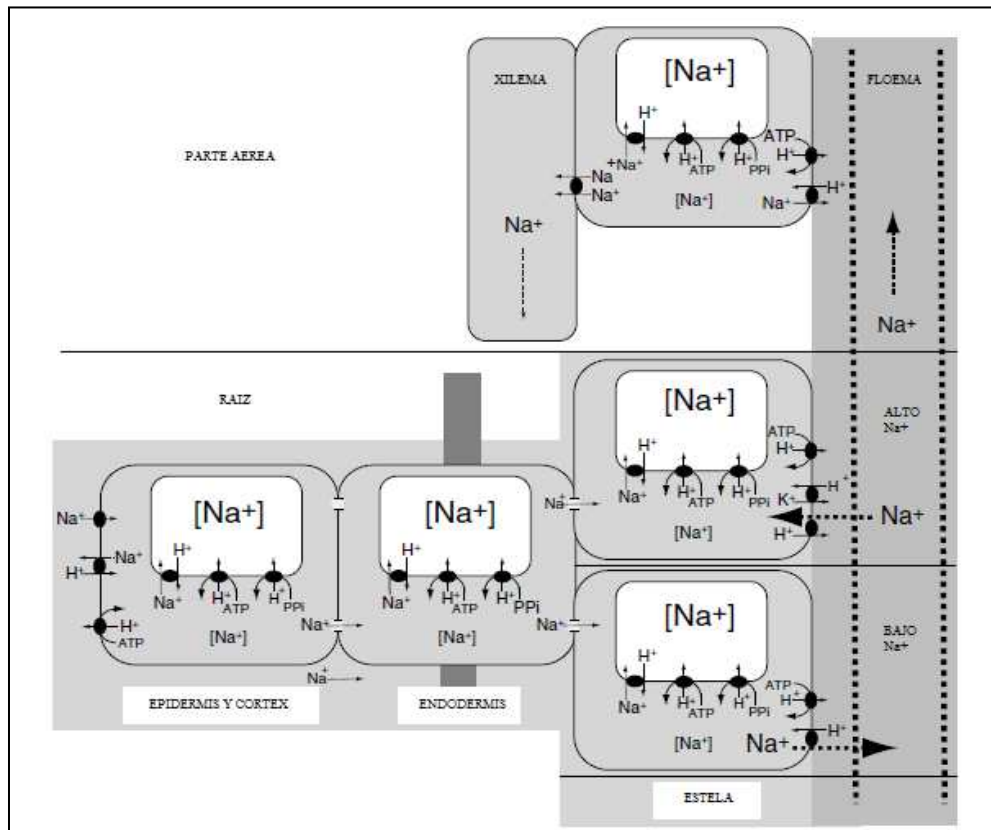 XILEMA
FLOEMA
PARTE AEREA
[Na+]
H+
+Na+
H+
ATP
H+
PPi
Na
Na+
[Na+]
ATP
H+
H+
Na+
Na+
Na+
RAIZ
ALTO
Na+
[Na+]
H+
Na+
H+
ATP
H+
PPi
[Na+]
ATP
H+
H+
K+
H+
Na+
Na+
[Na+]
H+
Na+
H+
ATP
H+
PPi
[Na+]
Na+
Na+
H+
H+
ATP
Na+
Na+
[Na+]
H+
Na+
H+
ATP
H+
PPi
[Na+]
Na+
BAJO
Na+
[Na+]
H+
Na+
H+
ATP
H+
PPi
[Na+]
ATP
H+
H+
Na+
EPIDERMIS Y CORTEX
ENDODERMIS
ESTELA